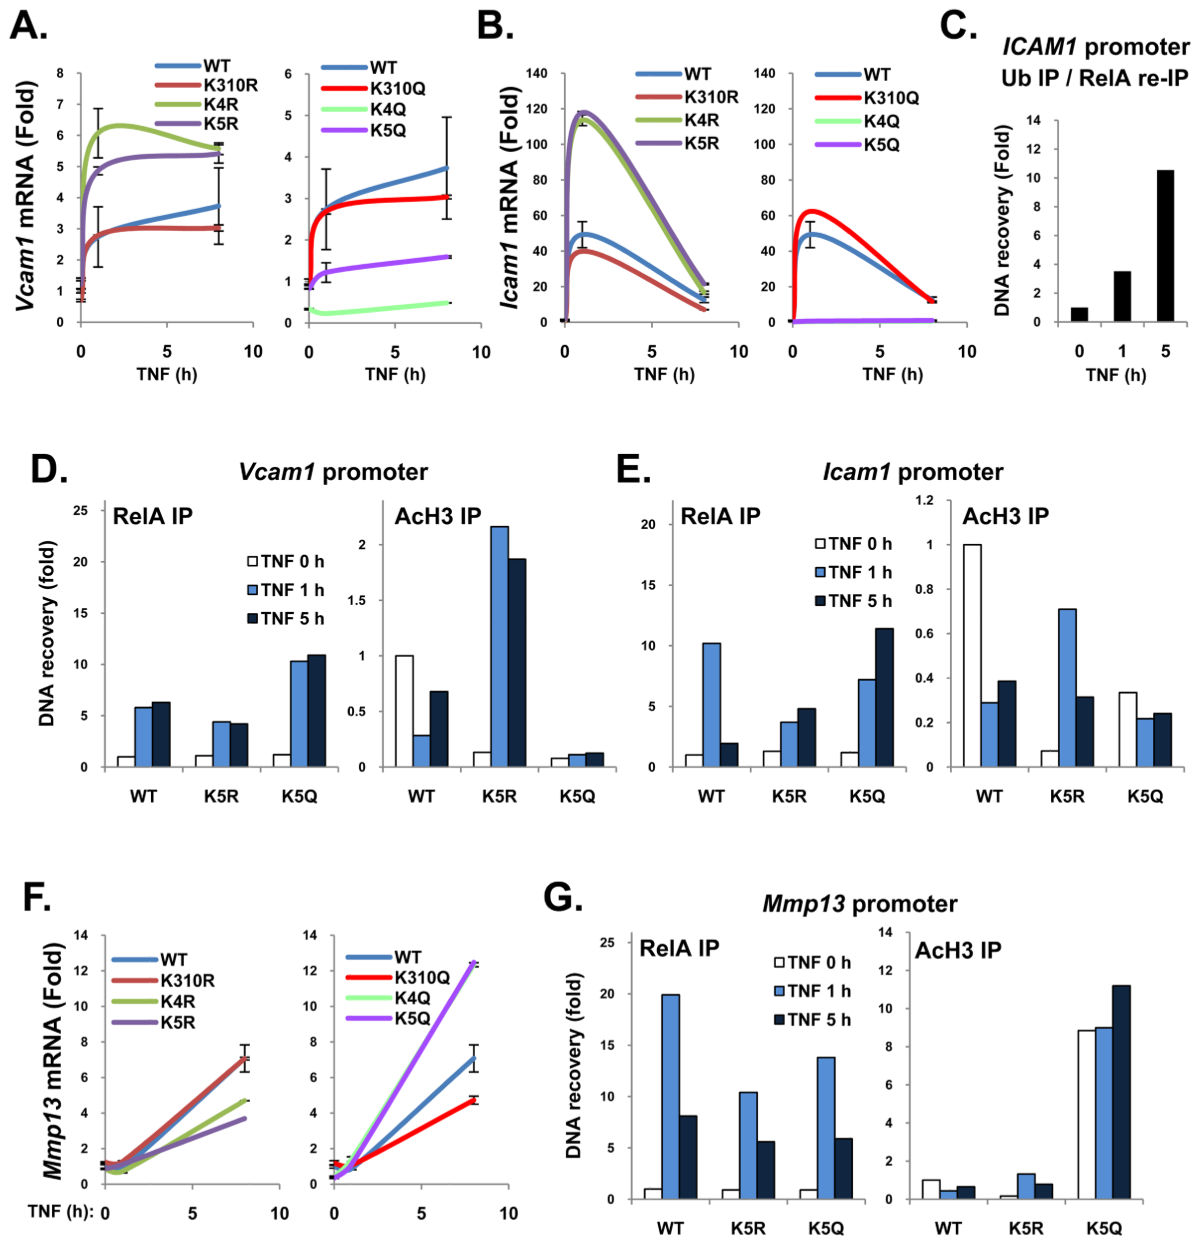 A.
Vcam1 mRNA (Fold)
8
7
6
5
4
3
2
1
0
0
5
10
TNF (h)
WT
K310R
K4R
K5R
6
5
4
3
2
1
0
0
5
10
TNF (h)
WT
K310Q
K4Q
K5Q
B.
Icam1 mRNA (Fold)
140
120
100
80
60
40
20
0
0
5
10
TNF (h)
WT
K310R
K4R
K5R
140
120
100
80
60
40
20
0
0
5
10
TNF (h)
WT
K310Q
K4Q
K5Q
C.
ICAM1 promoter
Ub IP / RelA re-IP
DNA recovery (Fold)
14
12
10
8
6
4
2
0
0
1
5
TNF (h)
D.
Vcam1 promoter
DNA recovery (fold)
RelA IP
25
20
15
10
5
0
TNF 0 h
TNF 1 h
TNF 5 h
WT
K5R
K5Q
AcH3 IP
2
1.5
1
0.5
0
WT
K5R
K5Q
E.
Icam1 promoter
RelA IP
20
15
10
5
0
TNF 0 h
TNF 1 h
TNF 5 h
WT
K5R
K5Q
AcH3 IP
1.2
1
0.8
0.6
0.4
0.2
0
WT
K5R
K5Q
F.
Mmp13 mRNA (Fold)
14
12
10
8
6
4
2
0
WT
K310R
K4R
K5R
TNF (h):
0
5
10
14
12
10
8
6
4
2
0
WT
K310Q
K4Q
K5Q
0
5
10
G.
Mmp13 promoter
DNA recovery (fold)
RelA IP
25
20
15
10
5
0
TNF 0 h
TNF 1 h
TNF 5 h
WT
K5R
K5Q
AcH3 IP
14
12
10
8
6
4
2
0
WT
K5R
K5Q